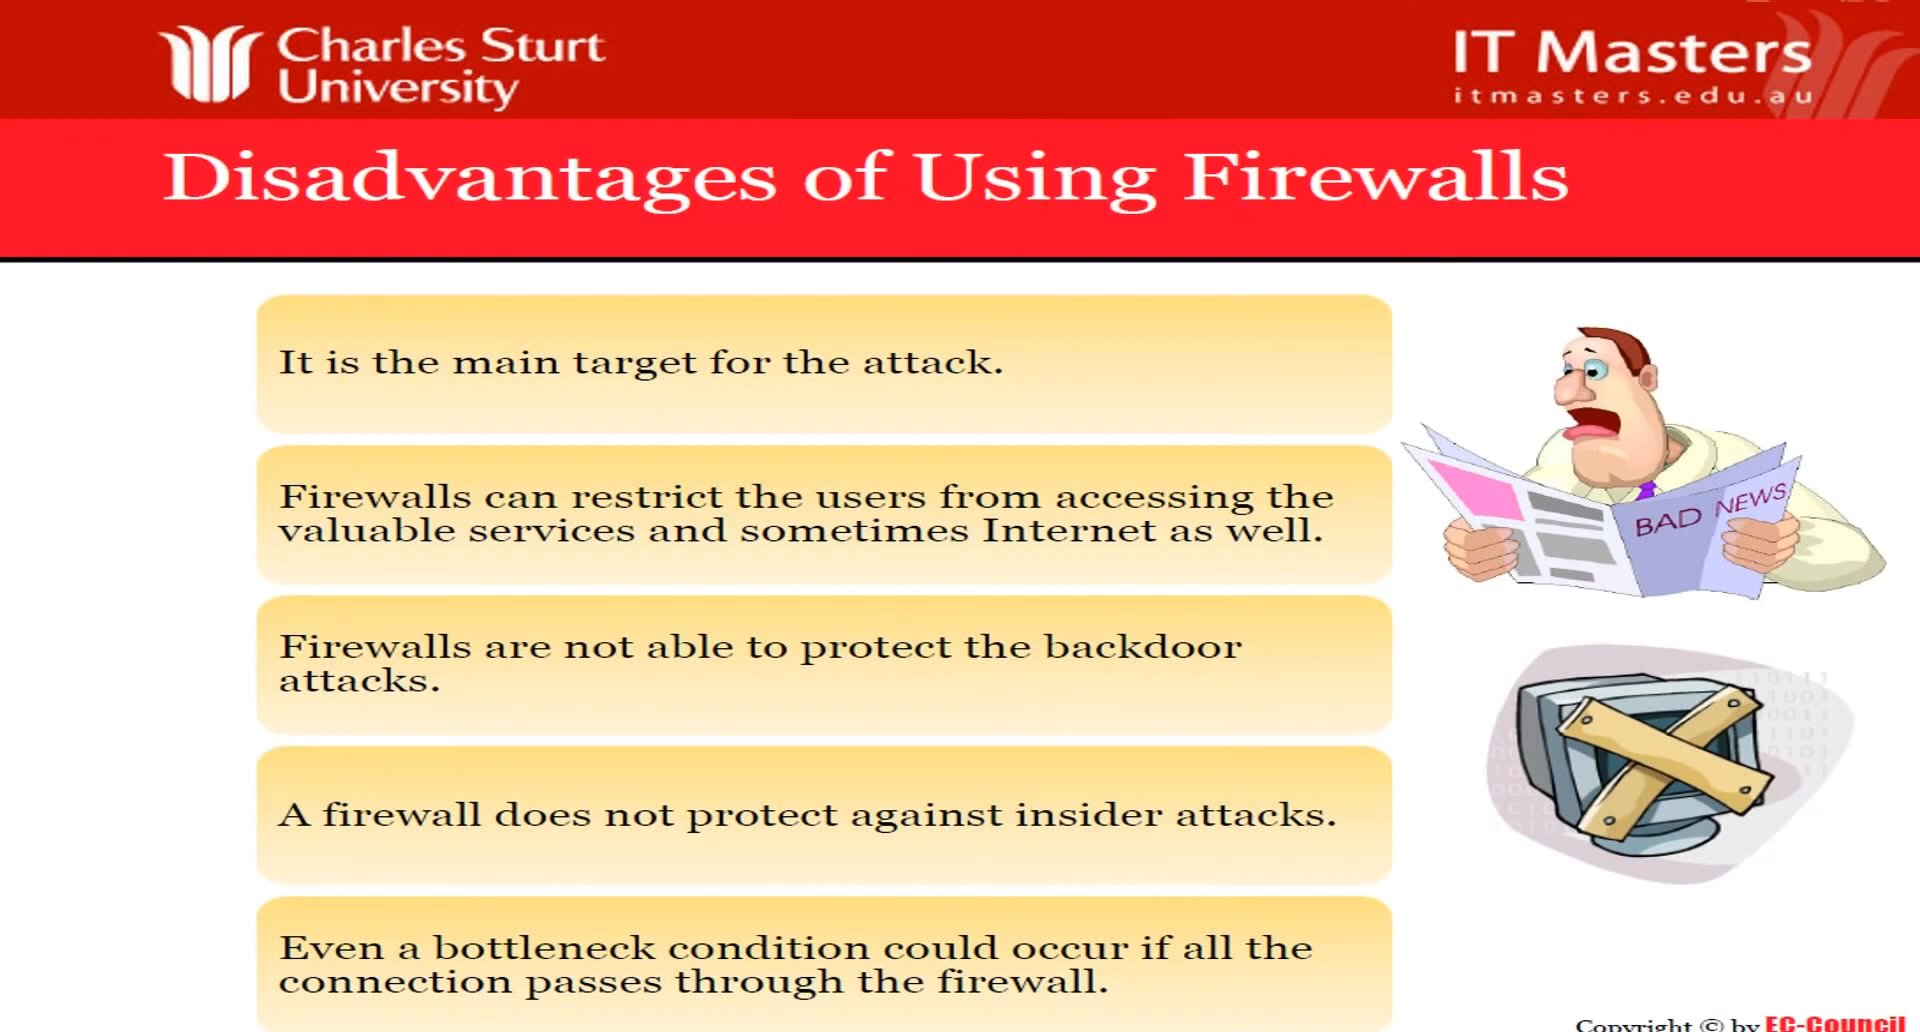 Charles Sturt
University
IT Masters
itmasters.edu.au
Disadvantages of Using Firewalls
It is the main target for the attack.
Firewalls can restrict the users from accessing the
valuable services and sometimes Internet as well.
Firewalls are not able to protect the backdoor
attacks.
A firewall does not protect against insider attacks.
Even a bottleneck condition could occur if all the
connection passes through the firewall.
BAD NEWS
Copyright © by EC-Council